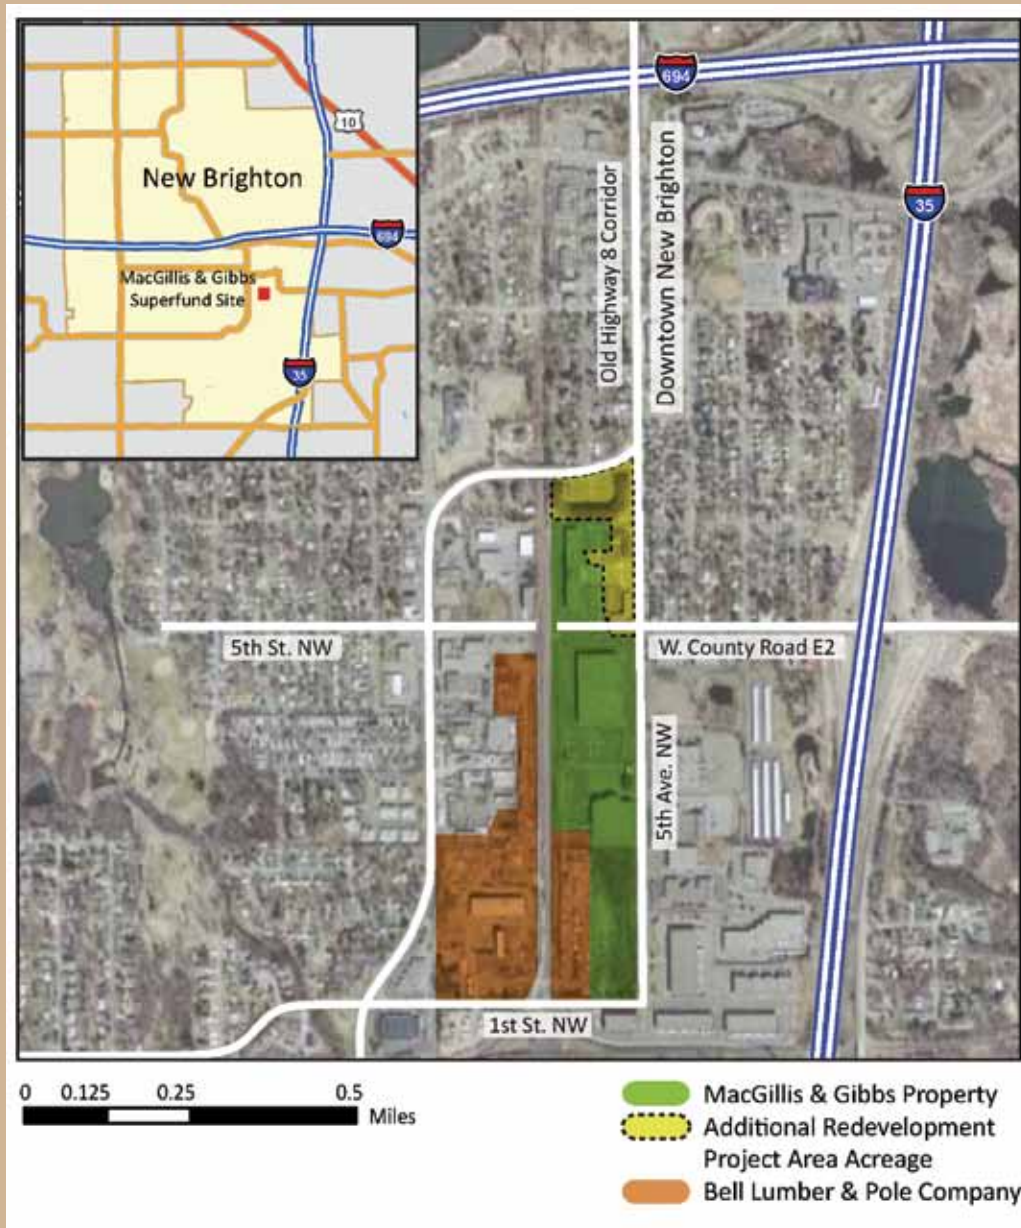 10
New Brighton
694
MacGillis & Gibbs
Superfund Site
35
694
35
Old Highway 8 Corridor
Downtown New Brighton
5th St. NW
W. County Road E2
5th Ave. NW
1st St. NW
0 0.125 0.25 0.5
Miles
MacGillis & Gibbs Property
Additional Redevelopment
Project Area Acreage
Bell Lumber & Pole Company